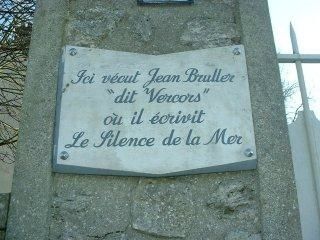 Ici vécut Jean Bruller
"dit Vercors"
où il écrivit
Le Silence de la Mer